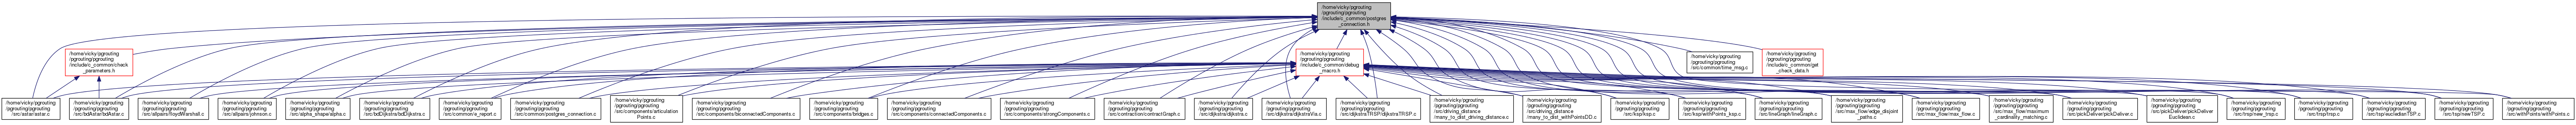 /home/vicky/pgrouting
/pgrouting/pgrouting
/include/c_common/postgres
_connection.h
/home/vicky/pgrouting
/pgrouting/pgrouting
/include/c_common/check
_parameters.h
/home/vicky/pgrouting
/pgrouting/pgrouting
/include/c_common/debug
_macro.h
/home/vicky/pgrouting
/pgrouting/pgrouting
/src/common/time_msg.c
/home/vicky/pgrouting
/pgrouting/pgrouting
/include/c_common/get
_check_data.h
/home/vicky/pgrouting
/pgrouting/pgrouting
/src/astar/astar.c
/home/vicky/pgrouting
/pgrouting/pgrouting
/src/bdAstar/bdAstar.c
/home/vicky/pgrouting
/pgrouting/pgrouting
/src/allpairs/floydWarshall.c
/home/vicky/pgrouting
/pgrouting/pgrouting
/src/allpairs/johnson.c
/home/vicky/pgrouting
/pgrouting/pgrouting
/src/alpha_shape/alpha.c
/home/vicky/pgrouting
/pgrouting/pgrouting
/src/bdDijkstra/bdDijkstra.c
/home/vicky/pgrouting
/pgrouting/pgrouting
/src/common/e_report.c
/home/vicky/pgrouting
/pgrouting/pgrouting
/src/common/postgres_connection.c
/home/vicky/pgrouting
/pgrouting/pgrouting
/src/components/articulation
Points.c
/home/vicky/pgrouting
/pgrouting/pgrouting
/src/components/biconnectedComponents.c
/home/vicky/pgrouting
/pgrouting/pgrouting
/src/components/bridges.c
/home/vicky/pgrouting
/pgrouting/pgrouting
/src/components/connectedComponents.c
/home/vicky/pgrouting
/pgrouting/pgrouting
/src/components/strongComponents.c
/home/vicky/pgrouting
/pgrouting/pgrouting
/src/contraction/contractGraph.c
/home/vicky/pgrouting
/pgrouting/pgrouting
/src/dijkstra/dijkstra.c
/home/vicky/pgrouting
/pgrouting/pgrouting
/src/dijkstra/dijkstraVia.c
/home/vicky/pgrouting
/pgrouting/pgrouting
/src/dijkstraTRSP/dijkstraTRSP.c
/home/vicky/pgrouting
/pgrouting/pgrouting
/src/driving_distance
/many_to_dist_driving_distance.c
/home/vicky/pgrouting
/pgrouting/pgrouting
/src/driving_distance
/many_to_dist_withPointsDD.c
/home/vicky/pgrouting
/pgrouting/pgrouting
/src/ksp/ksp.c
/home/vicky/pgrouting
/pgrouting/pgrouting
/src/ksp/withPoints_ksp.c
/home/vicky/pgrouting
/pgrouting/pgrouting
/src/lineGraph/lineGraph.c
/home/vicky/pgrouting
/pgrouting/pgrouting
/src/max_flow/edge_disjoint
_paths.c
/home/vicky/pgrouting
/pgrouting/pgrouting
/src/max_flow/max_flow.c
/home/vicky/pgrouting
/pgrouting/pgrouting
/src/max_flow/maximum
_cardinality_matching.c
/home/vicky/pgrouting
/pgrouting/pgrouting
/src/pickDeliver/pickDeliver.c
/home/vicky/pgrouting
/pgrouting/pgrouting
/src/pickDeliver/pickDeliver
Euclidean.c
/home/vicky/pgrouting
/pgrouting/pgrouting
/src/tsp/new_tmp.c
/home/vicky/pgrouting
/pgrouting/pgrouting
/src/trsp/trsp.c
/home/vicky/pgrouting
/pgrouting/pgrouting
/src/tsp/eucledianTSP.c
/home/vicky/pgrouting
/pgrouting/pgrouting
/src/tsp/newTSP.c
/home/vicky/pgrouting
/pgrouting/pgrouting
/src/withPoints/withPoints.c